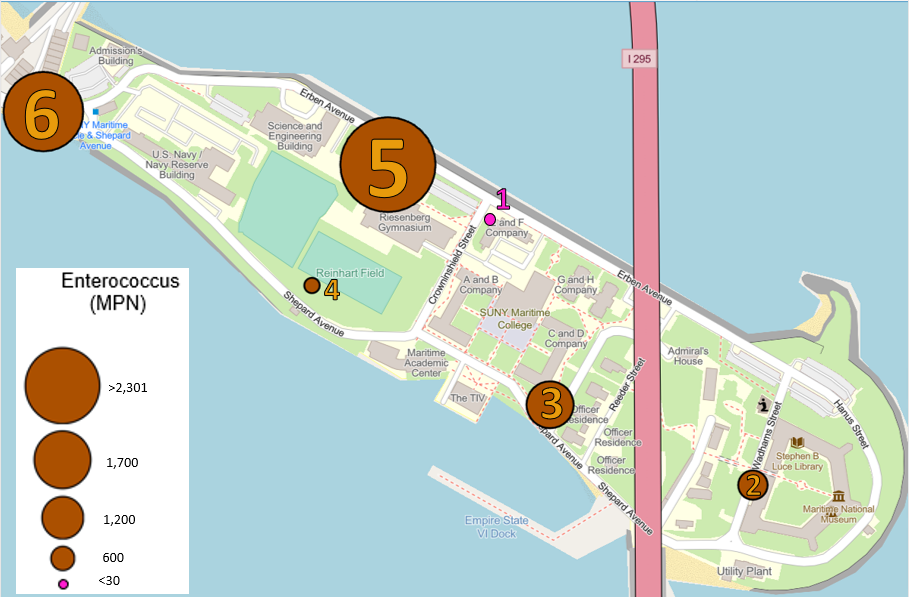 Admission's
Building
I 295
6
Erben Avenue
NY Maritime
le & Shepard
Avenue
Science and
Engineering
Building
5
U.S. Navy /
Navy Reserve
Building
1
Riesenberg
Gymnasium
and F
Company
Crowninshield Street
Enterococcus
(MPN)
>2,301
1,700
1,200
600
<30
Reinhart Field
4
A and B
Company
G and H
Company
Erben Avenue
Shepard Avenue
SUNY Maritime
College
C and D
Company
Maritime
Academic
Center
Admiral's
House
The TIV
3
Officer
Residence
Reeder Street
Officer
Residence
Officer
Residence
epard Avenue
Shepard Avenue
Hanus Street
Wadhams Street
Stephen B
Luce Library
2
Maritime National
Museum
Empire State
VI Dock
Utility Plant